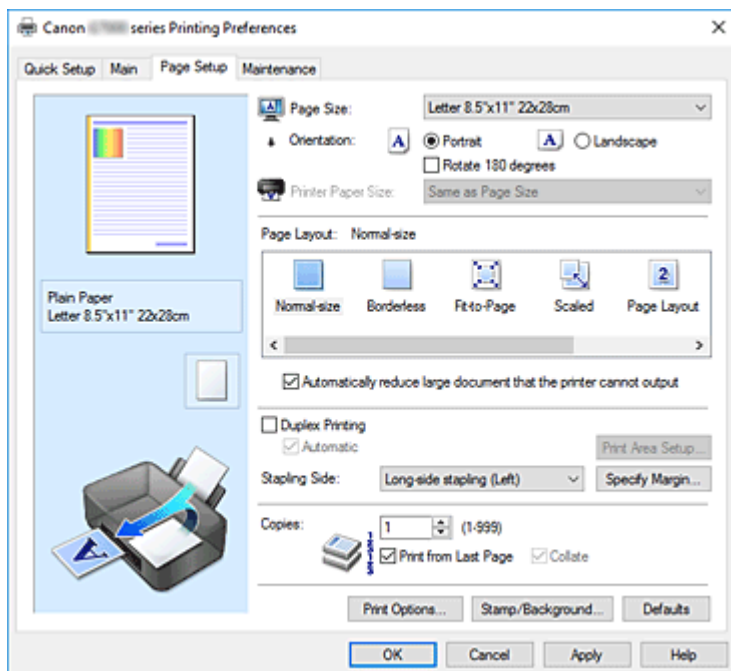 Canon series Printing Preferences
Quick Setup Main Page Setup Maintenance
Page Size: Letter 8.5"x11" 22x28cm
Orientation: A Portrait A Landscape
Rotate 180 degrees
Printer Paper Size: Same as Page Size
Page Layout: Normal-size
2
Normal-size Borderless Fit-to-Page Scaled Page Layout
Plain Paper
Letter 8.5"x11" 22x28cm
Automatically reduce large document that the printer cannot output
Duplex Printing
Automatic Print Area Setup...
Stapling Side: Long-side stapling (Left) Specify Margin...
Copies: 1 (1-999)
Print from Last Page Collate
A
Print Options... Stamp/Background... Defaults
OK Cancel Apply Help